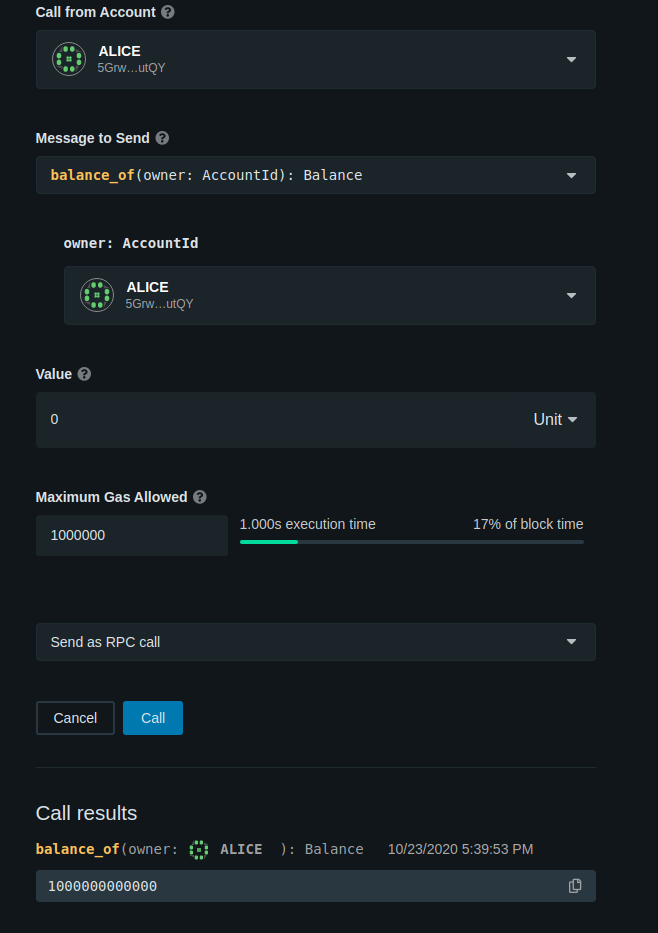 Call from Account
ALICE
5Grw…utQY
Message to Send
balance_of(owner: AccountId): Balance
owner: AccountId
ALICE
5Grw…utQY
Value
0 Unit
Maximum Gas Allowed
1000000 1.000s execution time 17% of block time
Send as RPC call
Cancel Call
Call results
balance_of(owner: ALICE ): Balance 10/23/2020 5:39:53 PM
1000000000000